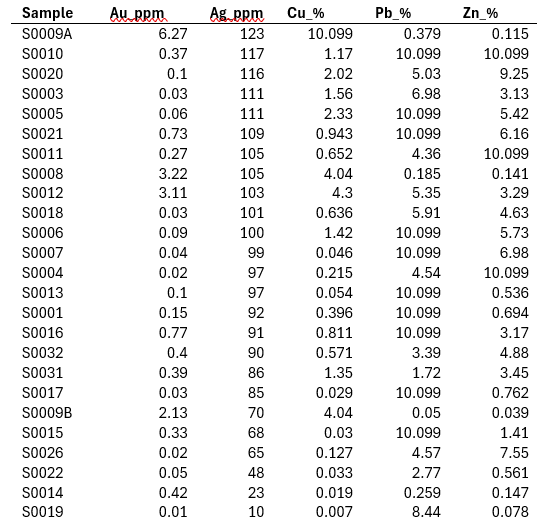 Sample Au_ppm Ag_ppm Cu_% Pb_% Zn_%
S0009A 6.27 123 10.099 0.379 0.115
S0010 0.37 117 1.17 10.099 10.099
S0020 0.1 116 2.02 5.03 9.25
S0003 0.03 111 1.56 6.98 3.13
S0005 0.06 111 2.33 10.099 5.42
S0021 0.73 109 0.943 10.099 6.16
S0011 0.27 105 0.652 4.36 10.099
S0008 3.22 105 4.04 0.185 0.141
S0012 3.11 103 4.3 5.35 3.29
S0018 0.03 101 0.636 5.91 4.63
S0006 0.09 100 1.42 10.099 5.73
S0007 0.04 99 0.046 10.099 6.98
S0004 0.02 97 0.215 4.54 10.099
S0013 0.1 97 0.054 10.099 0.536
S0001 0.15 92 0.396 10.099 0.694
S0016 0.77 91 0.811 10.099 3.17
S0032 0.4 90 0.571 3.39 4.88
S0031 0.39 86 1.35 1.72 3.45
S0017 0.03 85 0.029 10.099 0.762
S0009B 2.13 70 4.04 0.05 0.039
S0015 0.33 68 0.03 10.099 1.41
S0026 0.02 65 0.127 4.57 7.55
S0022 0.05 48 0.033 2.77 0.561
S0014 0.42 23 0.019 0.259 0.147
S0019 0.01 10 0.007 8.44 0.078